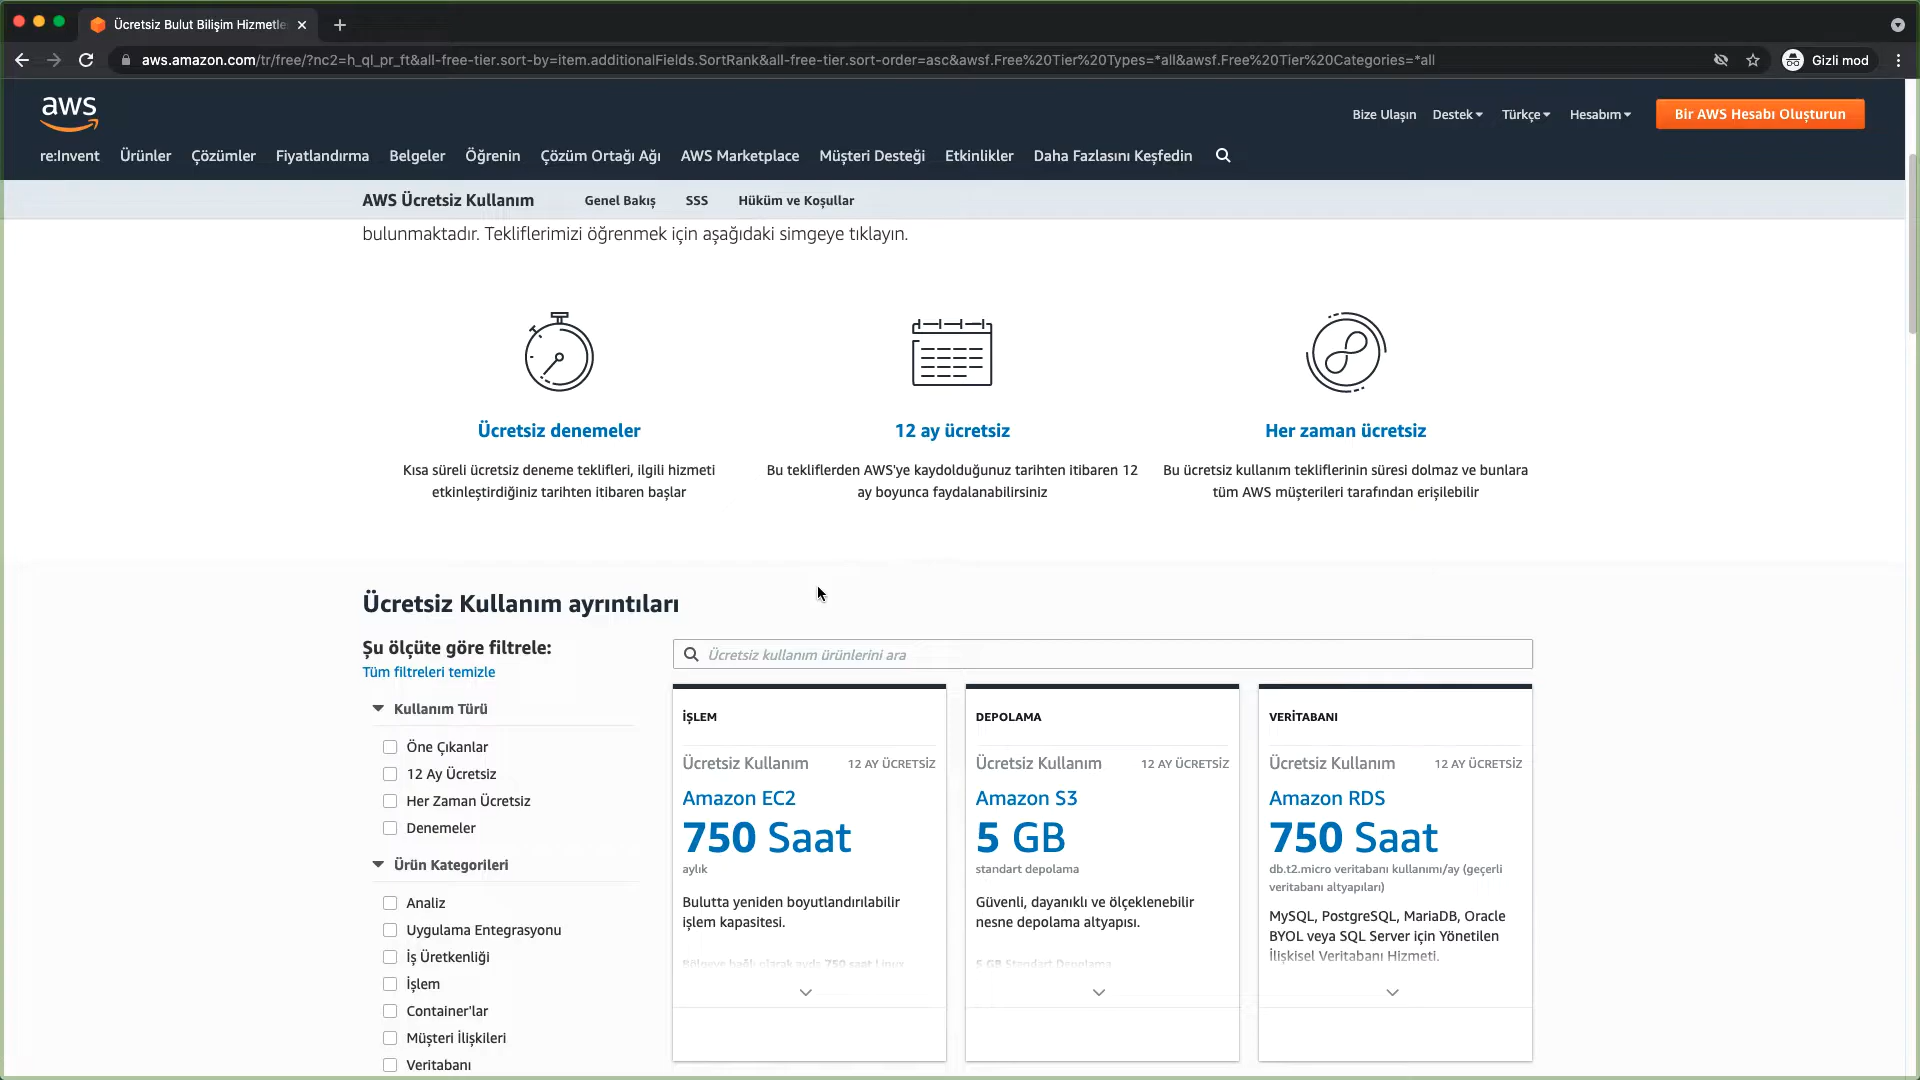 Ücretsiz Bulut Bilişim Hizmetle
aws.amazon.com/tr/free/?nc2=h_ql_pr_ft&all-free-tier.sort-by=item.additionalFields.SortRank&all-free-tier.sort-order=asc&awsf.Free%20Tier%20Types=*all&awsf.Free%20Tier%20Categories=*all
Gizli mod
aws
Bize Ulaşın
Destek
Türkçe
Hesabım
Bir AWS Hesabı Oluşturun
re:Invent
Ürünler
Çözümler
Fiyatlandırma
Belgeler
Öğrenin
Çözüm Ortağı Ağı
AWS Marketplace
Müşteri Desteği
Etkinlikler
Daha Fazlasını Keşfedin
AWS Ücretsiz Kullanım
Genel Bakış
SSS
Hüküm ve Koşullar
bulunmaktadır. Tekliflerimizi öğrenmek için aşağıdaki simgeye tıklayın.
Ücretsiz denemeler
Kısa süreli ücretsiz deneme teklifleri, ilgili hizmeti
etkinleştirdiğiniz tarihten itibaren başlar
12 ay ücretsiz
Bu tekliflerden AWS'ye kaydolduğunuz tarihten itibaren 12
ay boyunca faydalanabilirsiniz
Her zaman ücretsiz
Bu ücretsiz kullanım tekliflerinin süresi dolmaz ve bunlara
tüm AWS müşterileri tarafından erişilebilir
Ücretsiz Kullanım ayrıntıları
Şu ölçüte göre filtrele:
Tüm filtreleri temizle
Kullanım Türü
Öne Çıkanlar
12 Ay Ücretsiz
Her Zaman Ücretsiz
Denemeler
Ürün Kategorileri
Analiz
Uygulama Entegrasyonu
İş Üretkenliği
İşlem
Container'lar
Müşteri İlişkileri
Veritabanı
Ücretsiz kullanım ürünlerini ara
İŞLEM
Ücretsiz Kullanım
12 AY ÜCRETSİZ
Amazon EC2
750 Saat
aylık
Bulutta yeniden boyutlandırılabilir
işlem kapasitesi.
Bölgeye bağlı olarak ayda 750 saat Linux
DEPOLAMA
Ücretsiz Kullanım
12 AY ÜCRETSİZ
Amazon S3
5 GB
standart depolama
Güvenli, dayanıklı ve ölçeklenebilir
nesne depolama altyapısı.
5 GB Standart Depolama
VERİTABANI
Ücretsiz Kullanım
12 AY ÜCRETSİZ
Amazon RDS
750 Saat
db.t2.micro veritabanı kullanımı/ay (geçerli
veritabanı altyapıları)
MySQL, PostgreSQL, MariaDB, Oracle
BYOL veya SQL Server için Yönetilen
İlişkisel Veritabanı Hizmeti.